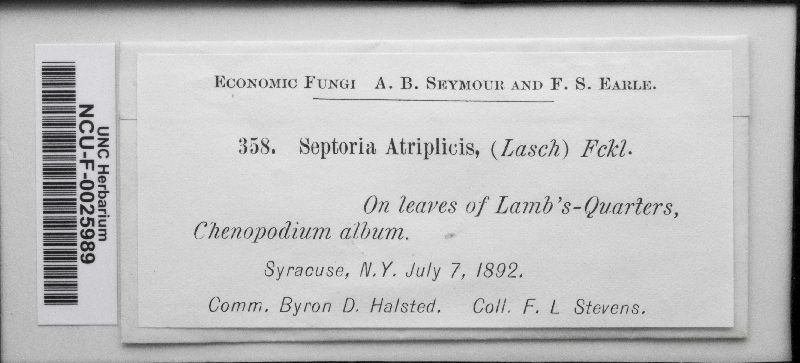 ECONOMIC FUNGI A. B. SEYMOUR AND F. S. EARLE.
358. Septoria Atriplicis, (Lasch) Fckl.
On leaves of Lamb's-Quarters,
Chenopodium album.
Syracuse, N.Y. July 7, 1892.
Comm. Byron D. Halsted. Coll. F. L Stevens.
UNC Herbarium
NCU-F-0025989